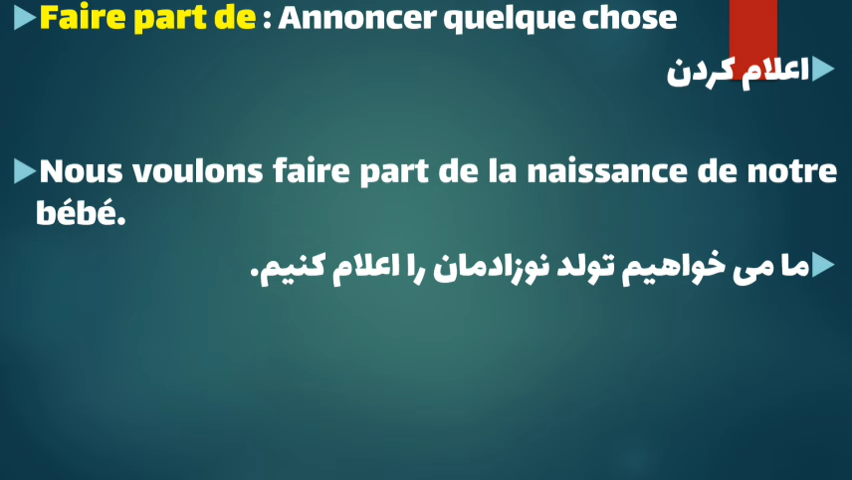 Faire part de : Annoncer quelque chose
اعلام کردن
Nous voulons faire part de la naissance de notre
bébé.
ما می خواهیم تولد نوزادمان را اعلام کنیم.